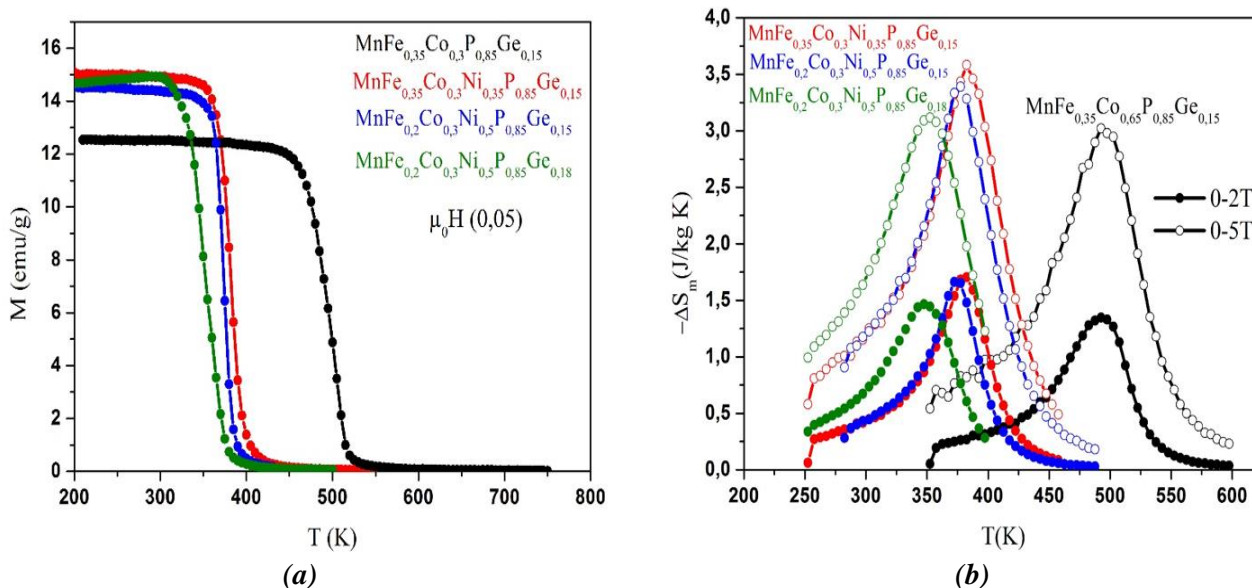 16
14
12
10
8
6
4
2
0
M (cmu/g)
MnFe0,35Co0,3P0,85Ge0,15
MnFe0,35Co0,3Ni0,35P0,85Ge0,15
MnFe0,2Co0,3Ni0,5P0,85Ge0,15
MnFe0,2Co0,3Ni0,5P0,85Ge0,18
μ0H (0,05)
200 300 400 500 600 700 800
T (K)
(a)
4,0
3,5
3,0
2,5
2,0
1,5
1,0
0,5
0,0
−ΔSm(J/kg K)
MnFe0,35Co0,3Ni0,35P0,85Ge0,15
MnFe0,2Co0,3Ni0,5P0,85Ge0,15
MnFe0,2Co0,3Ni0,5P0,85Ge0,18
MnFe0,35Co0,65P0,85Ge0,15
0-2T
0-5T
200 250 300 350 400 450 500 550 600
T(K)
(b)